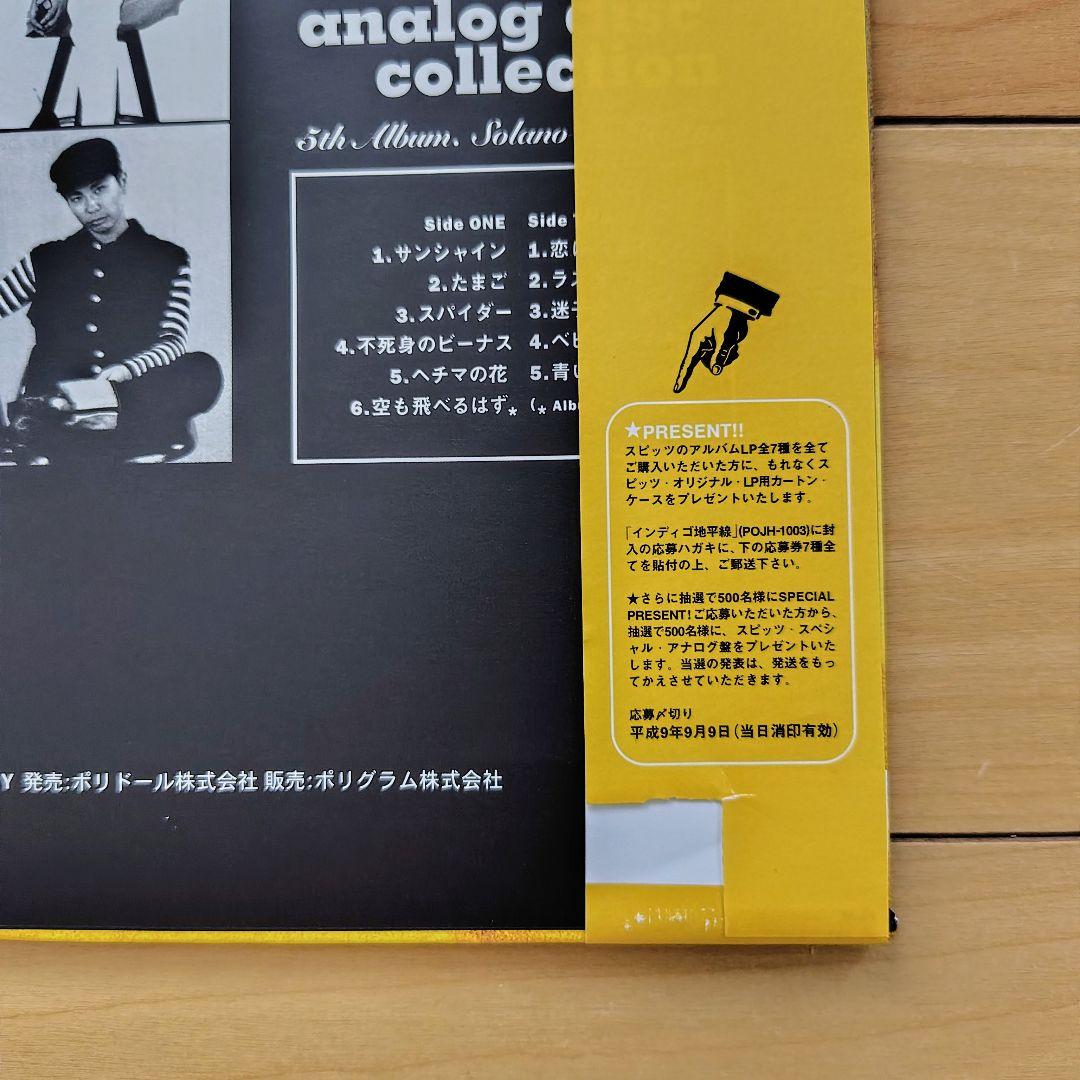 analog disc
collection
5th Album. Solano
Side ONE
1.サンシャイン
2.たまご
3.スパイダー
4.不死身のビーナス
5.ヘチマの花
6.空も飛べるはず*
Side
1.恋
2.ラ
3.迷
4.ベ
5.青い
(* Albu
Y 発売:ポリドール株式会社 販売:ポリグラム株式会社
★PRESENT!!
スピッツのアルバムLP全7種を全て
ご購入いただいた方に、もれなくス
ピッツ・オリジナル・LP用カートン・
ケースをプレゼントいたします。
「インディゴ地平線」(POJH-1003)に封
入の応募ハガキに、下の応募券7種全
てを貼付の上、ご郵送下さい。
★さらに抽選で500名様にSPECIAL
PRESENT!ご応募いただいた方から、
抽選で500名様に、スピッツ・スペシ
ャル・アナログ盤をプレゼントいた
します。当選の発表は、発送をもっ
てかえさせていただきます。
応募〆切り
平成9年9月9日(当日消印有効)